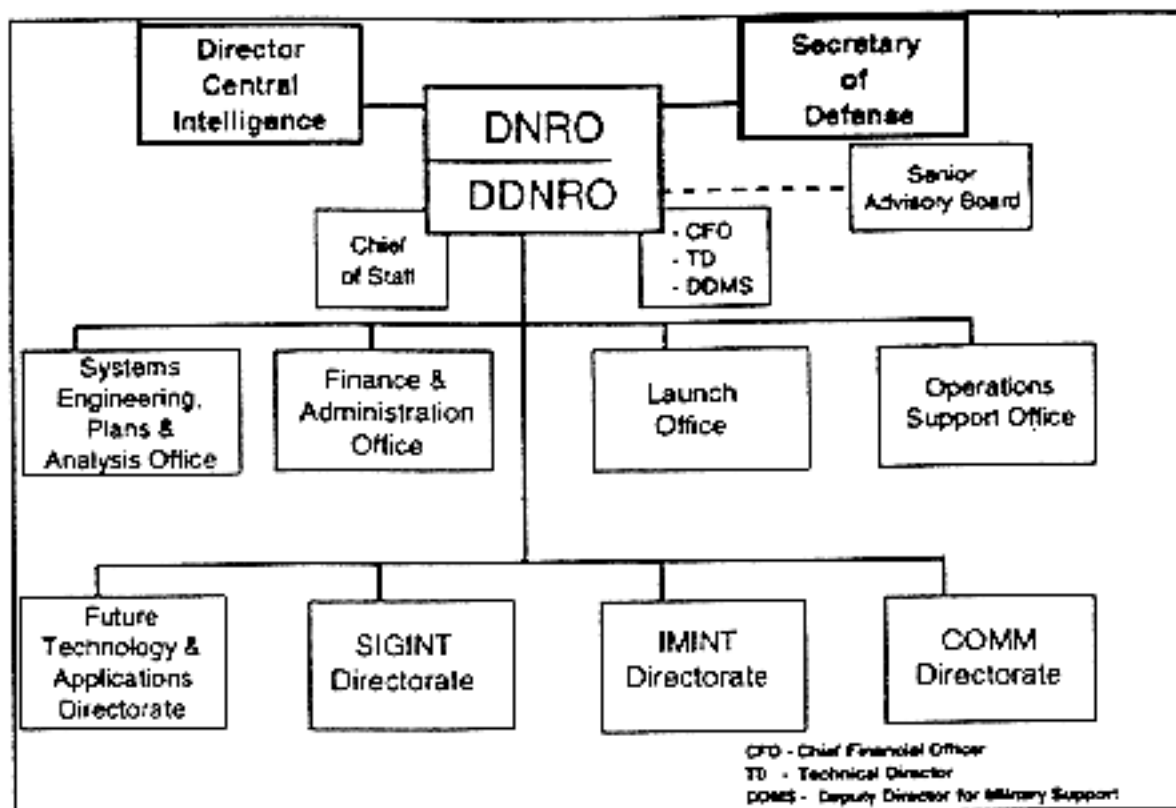 Director
Central
Intelligence
Secretary
of
Defense
DNRO
DDNRO
Senior
Advisory Board
Chief
of Staff
- CFO
- TD
- DDMS
Systems
Engineering,
Plans &
Analysis Office
Finance &
Administration
Office
Launch
Office
Operations
Support Office
Future
Technology &
Applications
Directorate
SIGINT
Directorate
IMINT
Directorate
COMM
Directorate
CFO - Chief Financial Officer
TD - Technical Director
DDMS - Deputy Director for Military Support